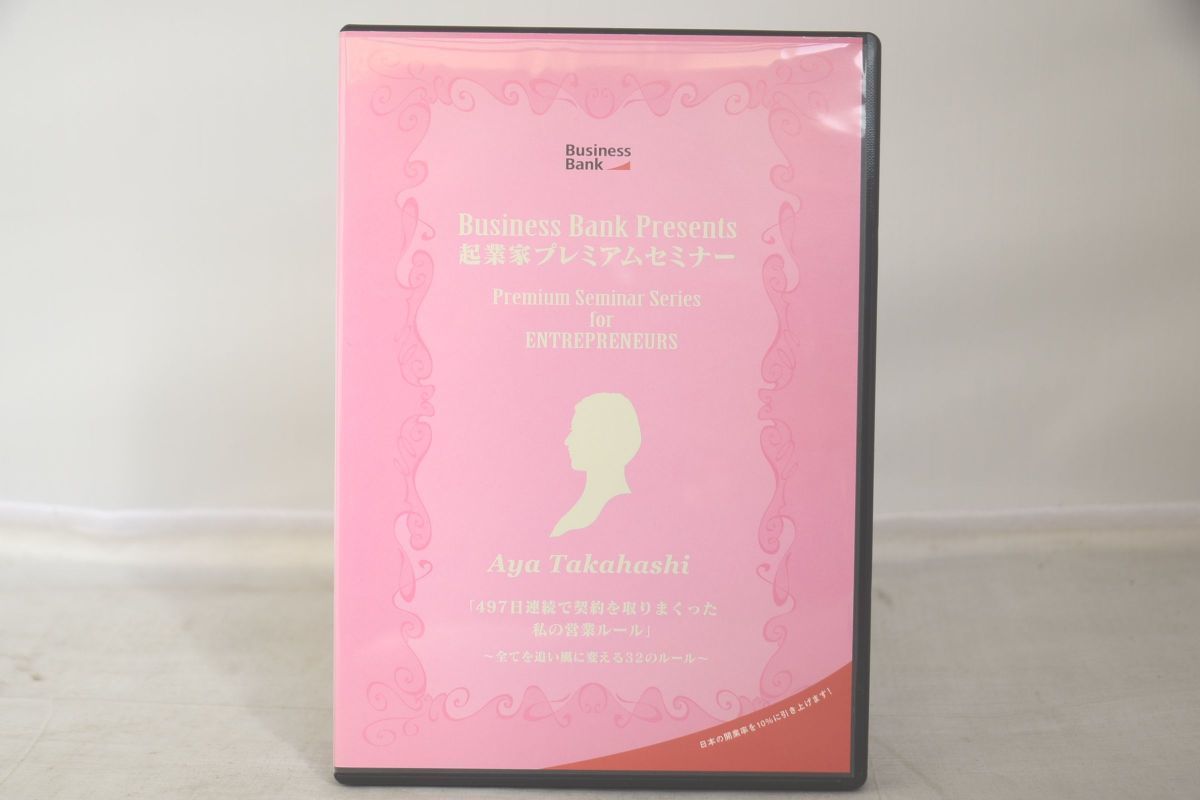 Business
Bank
Business Bank Presents
起業家プレミアムセミナー
Premium Seminar Series
for
ENTREPRENEURS
Aya Takahashi
「497日連続で契約を取りまくった
私の営業ルール」
～全てを追い風に変える32のルール～
日本の開業率を10%に引き上げます!